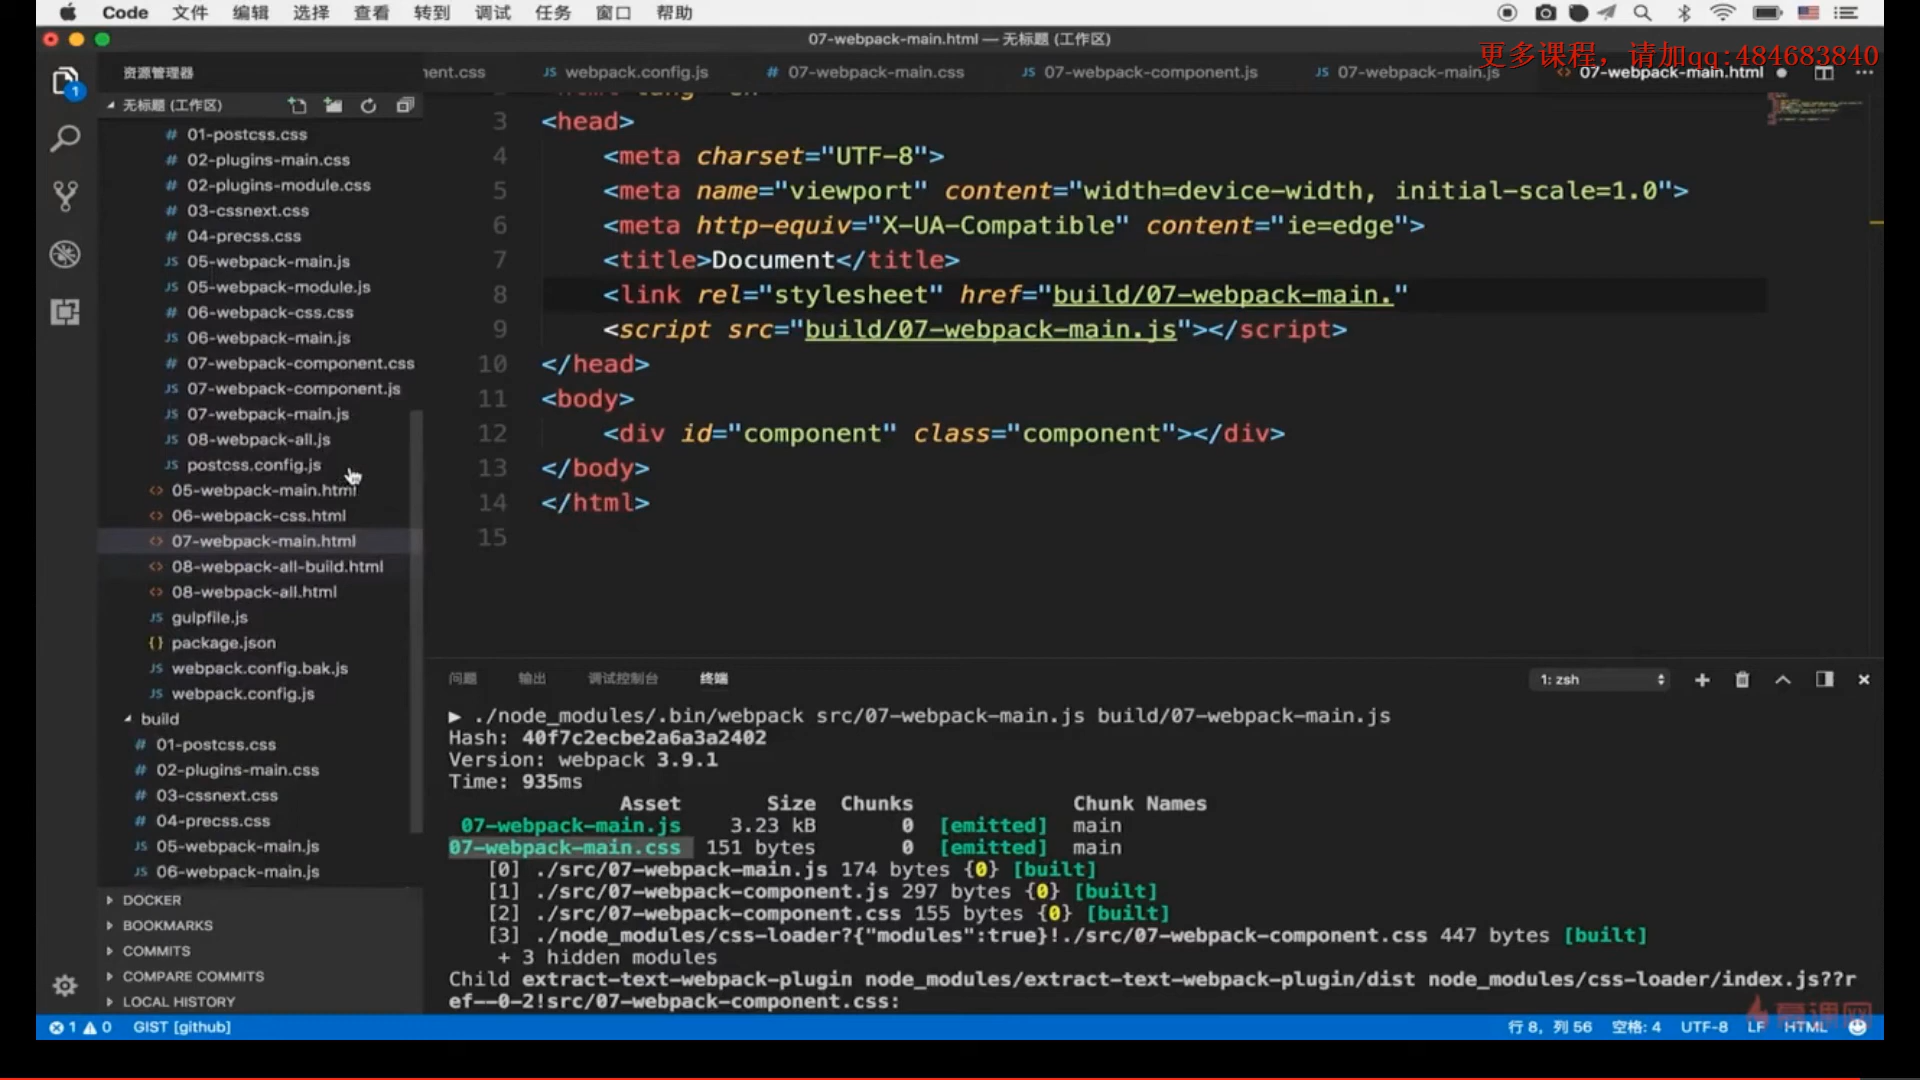 Code 文件 编辑 选择 查看 转到 调试 任务 窗口 帮助
07-webpack-main.html — 无标题 (工作区)
更多课程，请加qq:484683840
资源管理器
nent.css webpack.config.js 07-webpack-main.css 07-webpack-component.js 07-webpack-main.js 07-webpack-main.html
无标题 (工作区)
01-postcss.css
02-plugins-main.css
02-plugins-module.css
03-cssnext.css
04-precss.css
05-webpack-main.js
05-webpack-module.js
06-webpack-css.css
06-webpack-main.js
07-webpack-component.css
07-webpack-component.js
07-webpack-main.js
08-webpack-all.js
postcss.config.js
05-webpack-main.html
06-webpack-css.html
07-webpack-main.html
08-webpack-all-build.html
08-webpack-all.html
gulpfile.js
package.json
webpack.config.bak.js
webpack.config.js
build
01-postcss.css
02-plugins-main.css
03-cssnext.css
04-precss.css
05-webpack-main.js
06-webpack-main.js
DOCKER
BOOKMARKS
COMMITS
COMPARE COMMITS
LOCAL HISTORY
3 <head>
4 <meta charset="UTF-8">
5 <meta name="viewport" content="width=device-width, initial-scale=1.0">
6 <meta http-equiv="X-UA-Compatible" content="ie=edge">
7 <title>Document</title>
8 <link rel="stylesheet" href="build/07-webpack-main."
9 <script src="build/07-webpack-main.js"></script>
10 </head>
11 <body>
12 <div id="component" class="component"></div>
13 </body>
14 </html>
15
问题 输出 调试控制台 终端 1: zsh
▶ ./node_modules/.bin/webpack src/07-webpack-main.js build/07-webpack-main.js
Hash: 40f7c2ecbe2a6a3a2402
Version: webpack 3.9.1
Time: 935ms
Asset Size Chunks Chunk Names
07-webpack-main.js 3.23 kB 0 [emitted] main
07-webpack-main.css 151 bytes 0 [emitted] main
[0] ./src/07-webpack-main.js 174 bytes {0} [built]
[1] ./src/07-webpack-component.js 297 bytes {0} [built]
[2] ./src/07-webpack-component.css 155 bytes {0} [built]
[3] ./node_modules/css-loader?{"modules":true}!./src/07-webpack-component.css 447 bytes [built]
+ 3 hidden modules
Child extract-text-webpack-plugin node_modules/extract-text-webpack-plugin/dist node_modules/css-loader/index.js??r
ef--0-2!src/07-webpack-component.css:
慕课网
1 0 GIST [github] 行 8，列 56 空格: 4 UTF-8 LF HTML